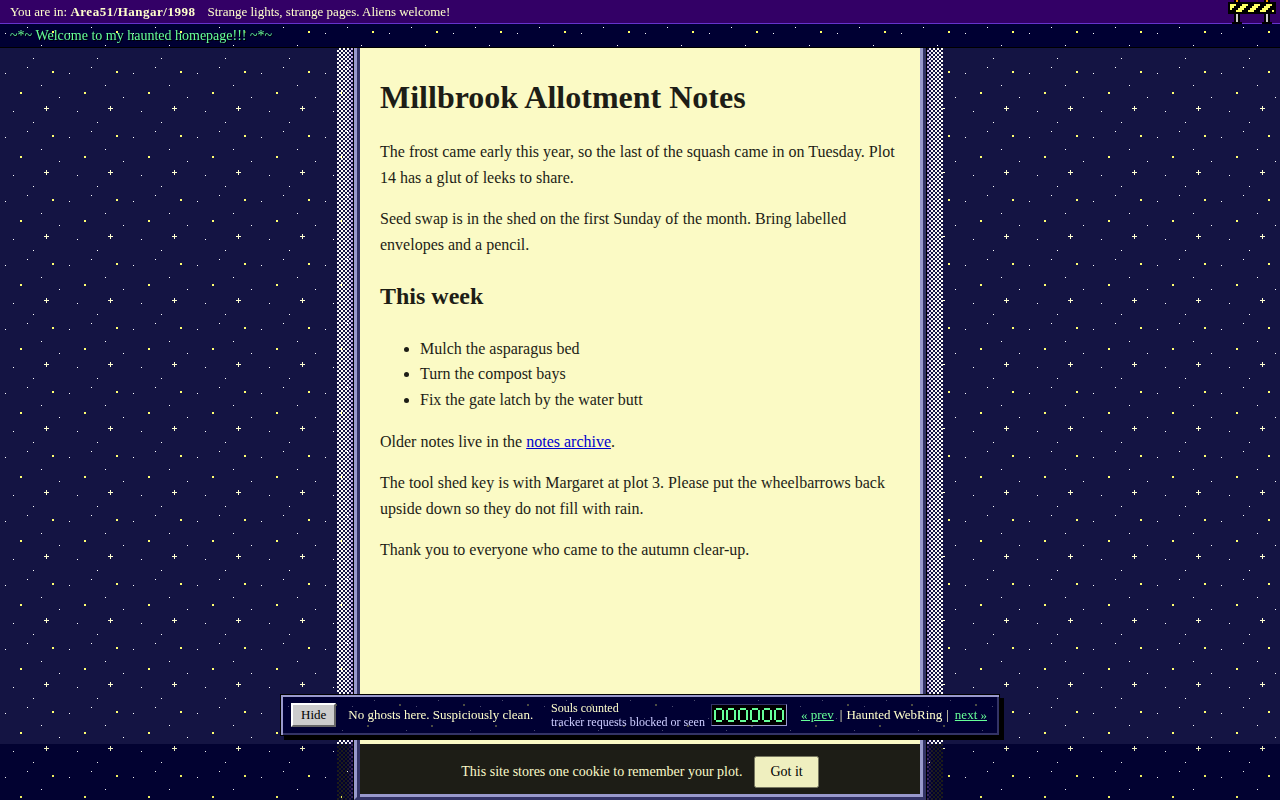 You are in: Area51/Hangar/1998 Strange lights, strange pages. Aliens welcome!
~*~ Welcome to my haunted homepage!!! ~*~
Millbrook Allotment Notes
The frost came early this year, so the last of the squash came in on Tuesday. Plot
14 has a glut of leeks to share.
Seed swap is in the shed on the first Sunday of the month. Bring labelled
envelopes and a pencil.
This week
• Mulch the asparagus bed
• Turn the compost bays
• Fix the gate latch by the water butt
Older notes live in the notes archive.
The tool shed key is with Margaret at plot 3. Please put the wheelbarrows back
upside down so they do not fill with rain.
Thank you to everyone who came to the autumn clear-up.
Hide No ghosts here. Suspiciously clean. Souls counted
tracker requests blocked or seen 000000 « prev | Haunted WebRing | next »
This site stores one cookie to remember your plot. Got it